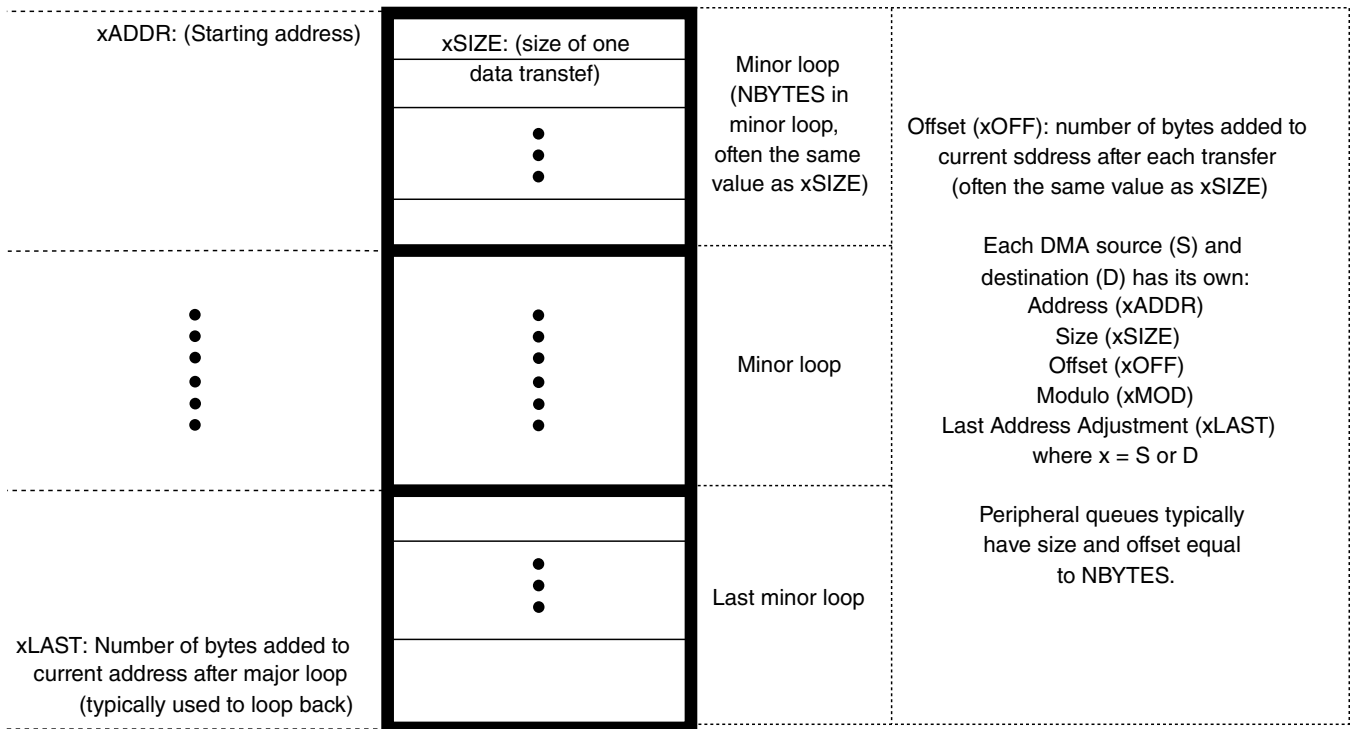 xADDR: (Starting address)
xSIZE: (size of one
data transtef)
Minor loop
(NBYTES in
minor loop,
often the same
value as xSIZE)
Offset (xOFF): number of bytes added to
current sddress after each transfer
(often the same value as xSIZE)
Each DMA source (S) and
destination (D) has its own:
Address (xADDR)
Size (xSIZE)
Offset (xOFF)
Modulo (xMOD)
Last Address Adjustment (xLAST)
where x = S or D
Peripheral queues typically
have size and offset equal
to NBYTES.
Minor loop
Last minor loop
xLAST: Number of bytes added to
current address after major loop
(typically used to loop back)